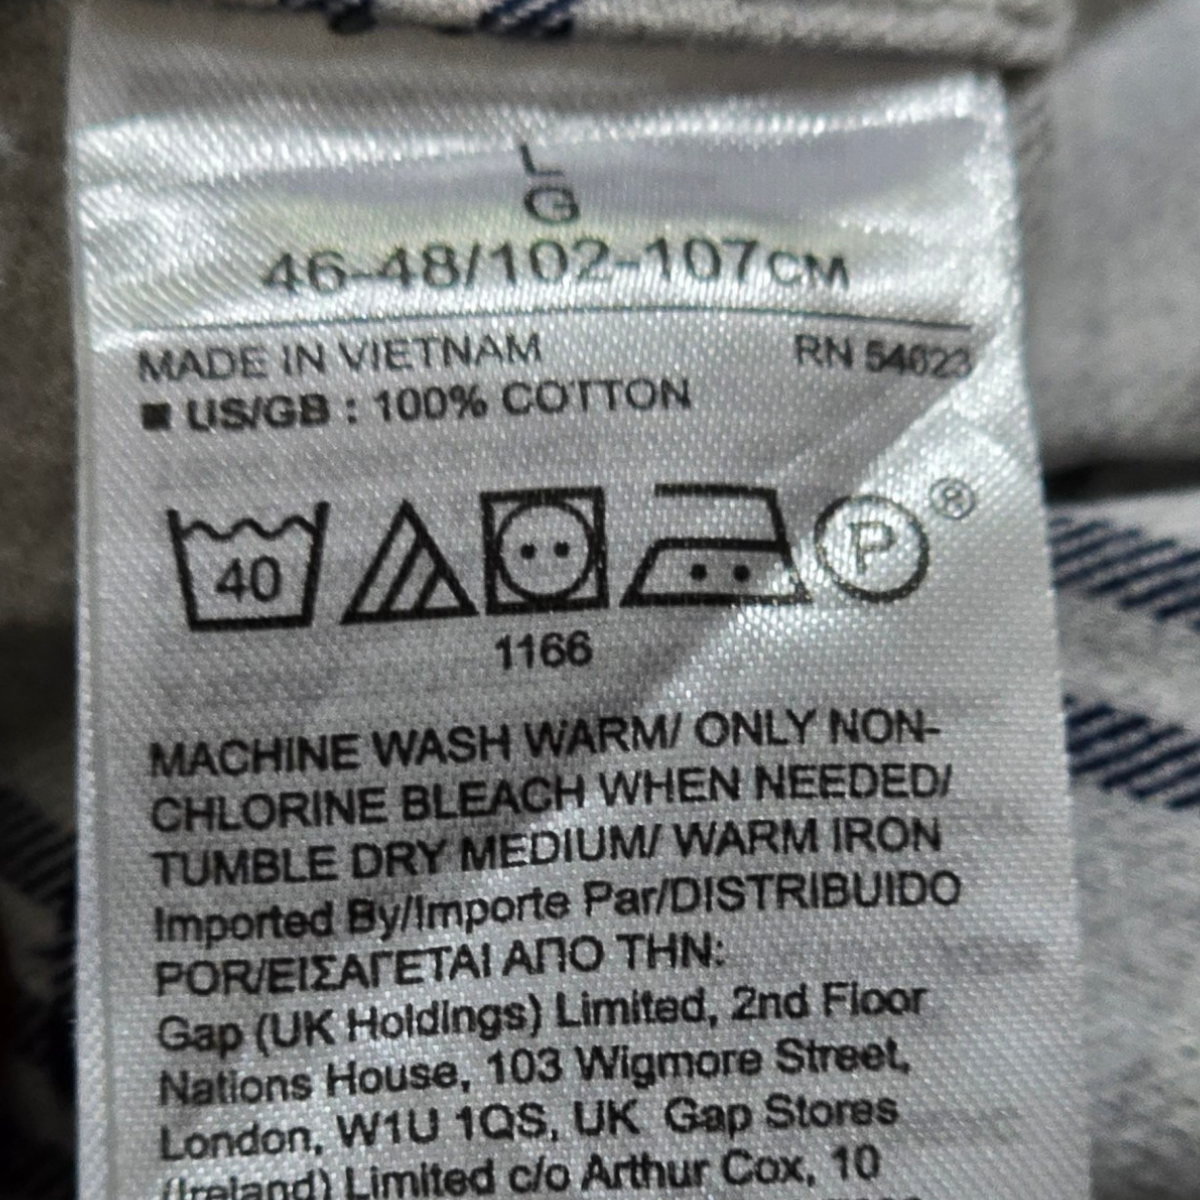 L
G
46-48/102-107CM
MADE IN VIETNAM RN 54623
■ US/GB : 100% COTTON
40 P ®
1166
MACHINE WASH WARM/ ONLY NON-
CHLORINE BLEACH WHEN NEEDED/
TUMBLE DRY MEDIUM/ WARM IRON
Imported By/Importe Par/DISTRIBUIDO
POR/ΕΙΣΑΓΕΤΑΙ ΑΠΟ ΤΗΝ:
Gap (UK Holdings) Limited, 2nd Floor
Nations House, 103 Wigmore Street,
London, W1U 1QS, UK Gap Stores
(Ireland) Limited c/o Arthur Cox, 10